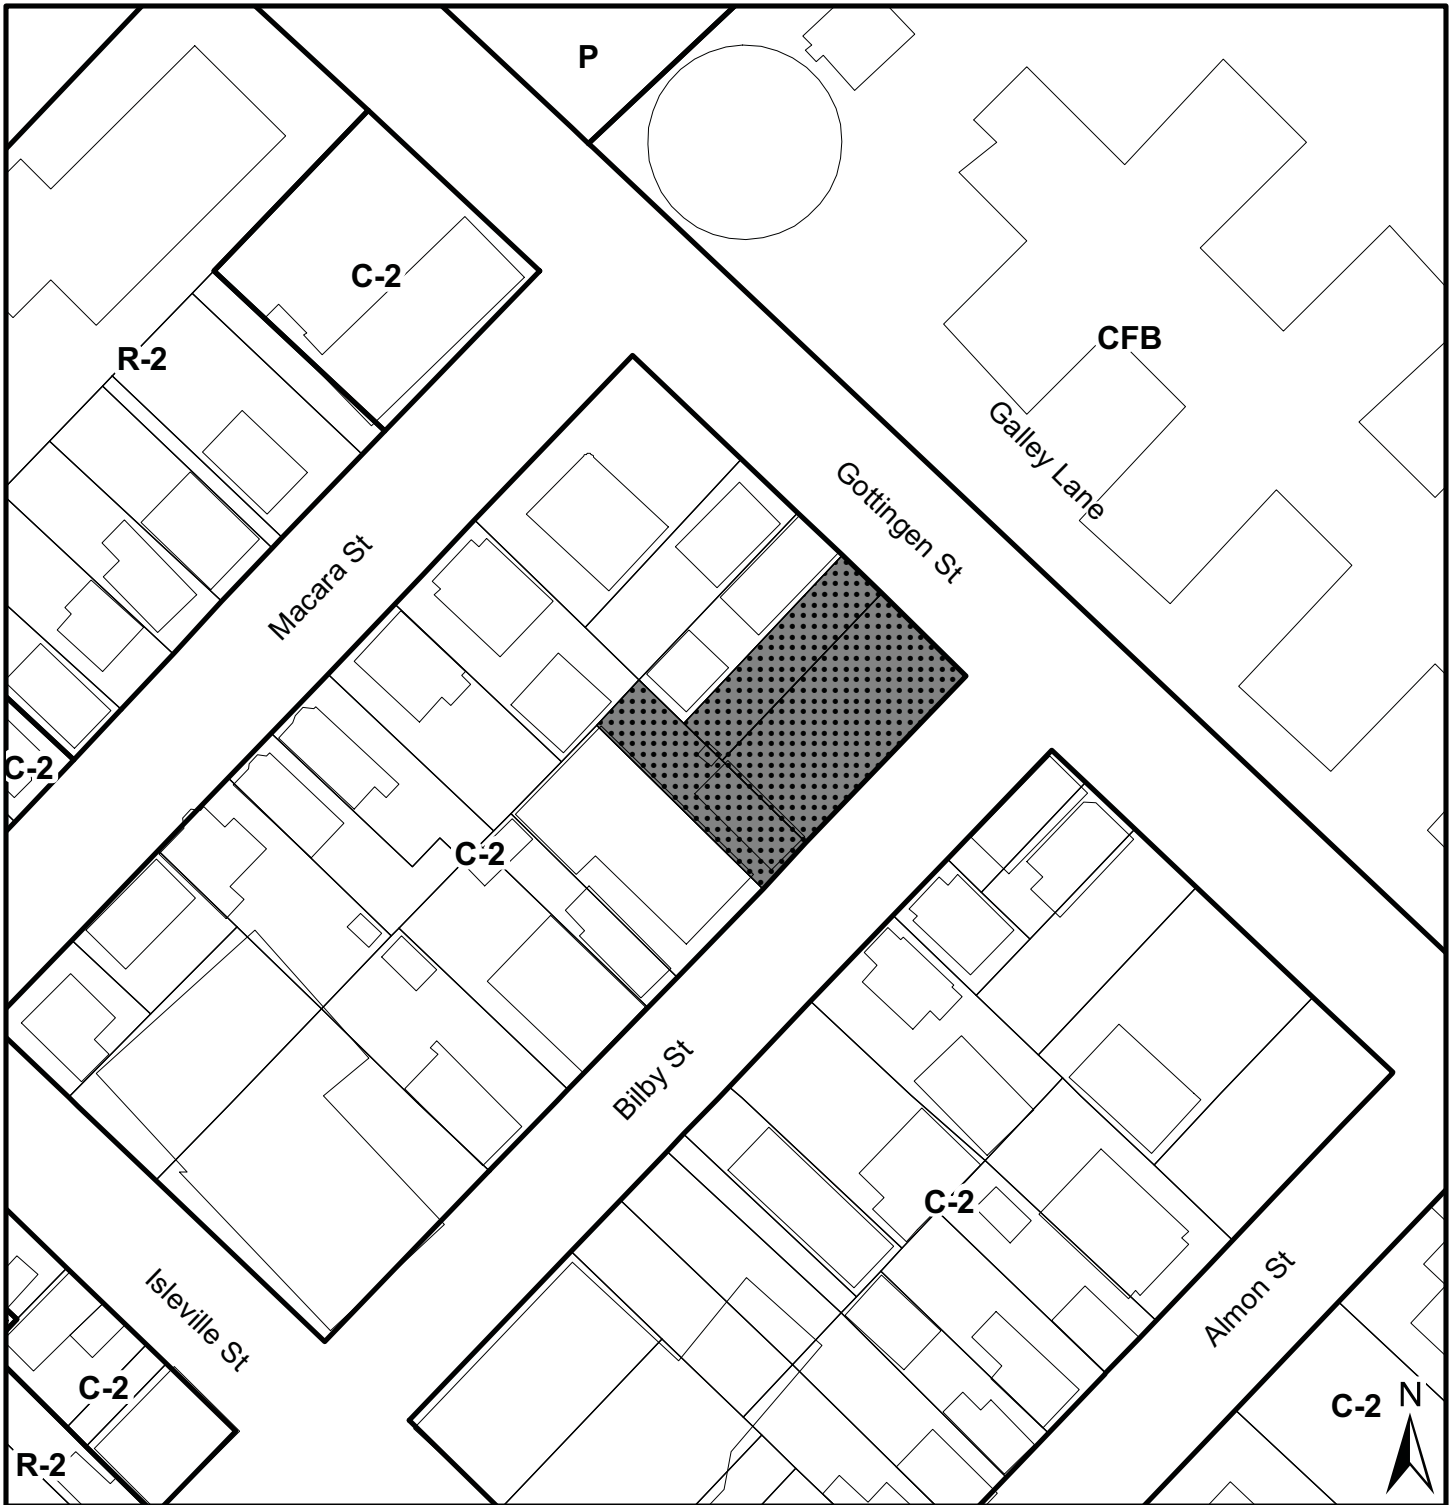 P
C-2
CFB
R-2
Galley Lane
Gottingen St
Macara St
C-2
C-2
Bilby St
C-2
Almon St
Isleville St
C-2
N
C-2
R-2